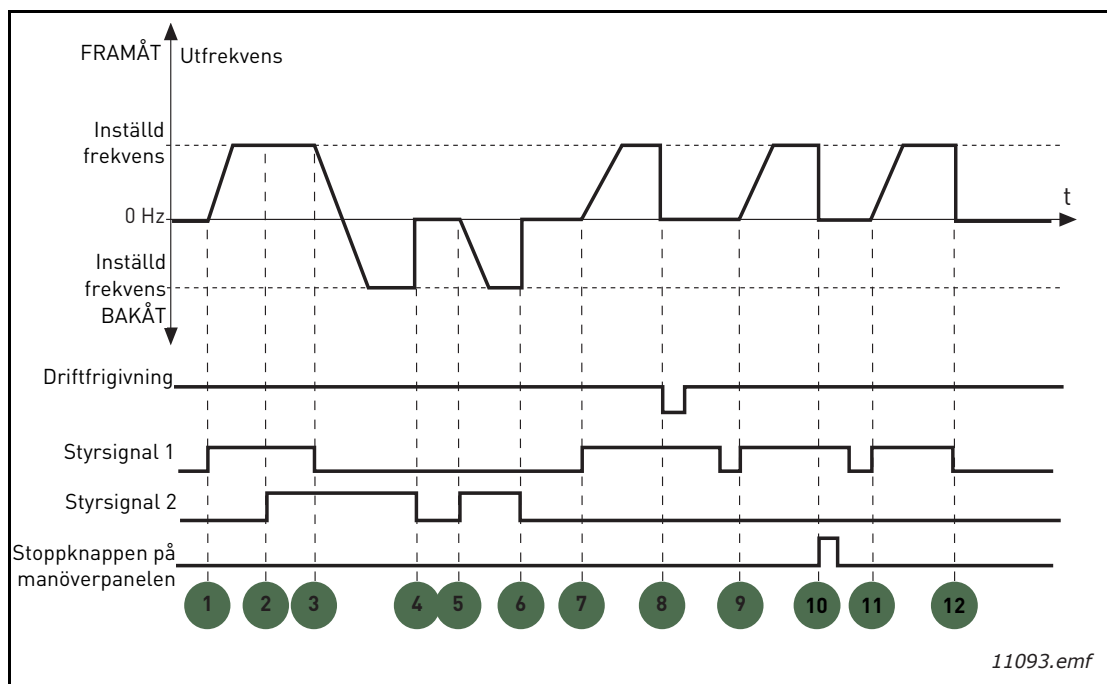 FRAMÅT
Utfrekvens
Inställd
frekvens
0 Hz
t
Inställd
frekvens
BAKÅT
Driftfrigivning
Styrsignal 1
Styrsignal 2
Stoppknappen på
manöverpanelen
1 2 3 4 5 6 7 8 9 10 11 12
11093.emf